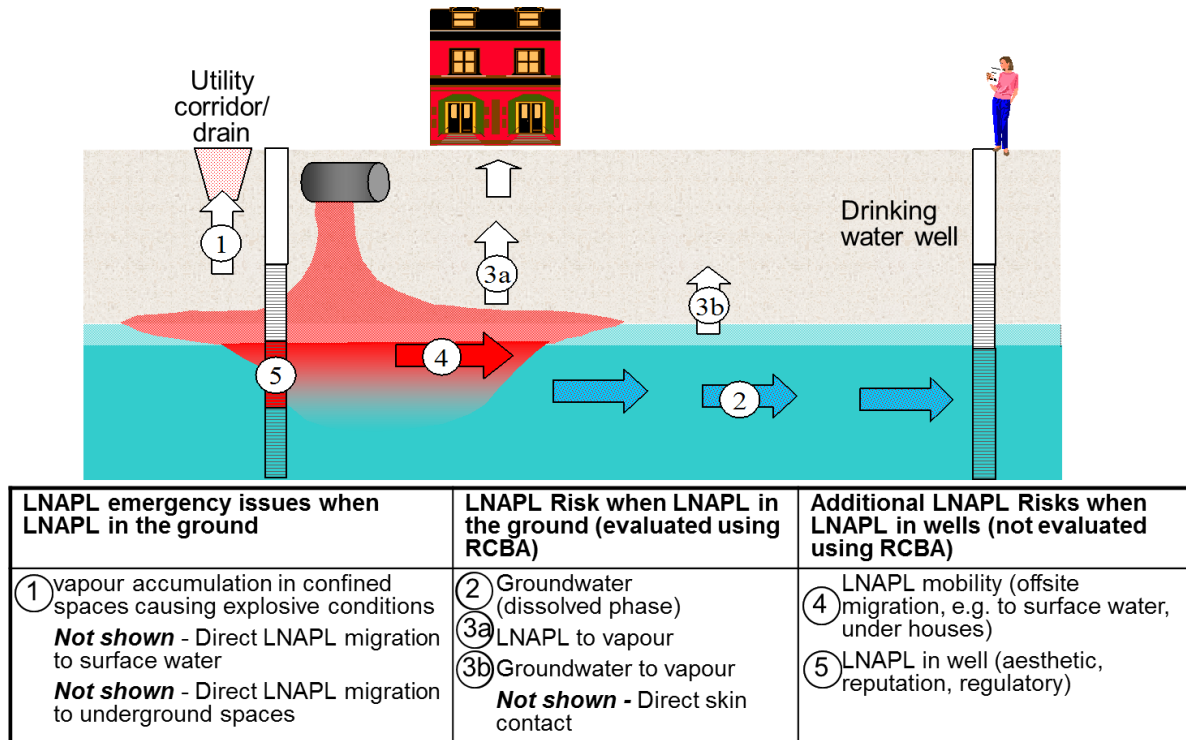 Utility
corridor/
drain
1
3a
3b
Drinking
water well
4
5
2
LNAPL emergency issues when
LNAPL in the ground
1 vapour accumulation in confined
spaces causing explosive conditions
Not shown - Direct LNAPL migration
to surface water
Not shown - Direct LNAPL migration
to underground spaces
LNAPL Risk when LNAPL in
the ground (evaluated using
RCBA)
2 Groundwater
(dissolved phase)
3a LNAPL to vapour
3b Groundwater to vapour
Not shown - Direct skin
contact
Additional LNAPL Risks when
LNAPL in wells (not evaluated
using RCBA)
4 LNAPL mobility (offsite
migration, e.g. to surface water,
under houses)
5 LNAPL in well (aesthetic,
reputation, regulatory)